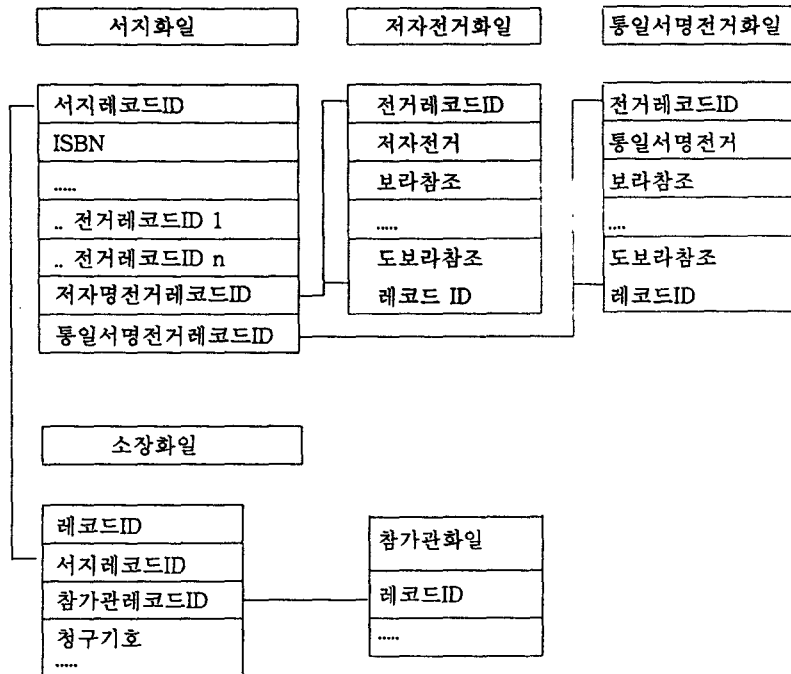 서지화일
저자전거화일
통일서명전거화일
서지레코드ID
ISBN
.....
.. 전거레코드ID 1
.. 전거레코드ID n
저자명전거레코드ID
통일서명전거레코드ID
전거레코드ID
저자전거
보라참조
.....
도보라참조
레코드 ID
전거레코드ID
통일서명전거
보라참조
....
도보라참조
레코드ID
소장화일
레코드ID
서지레코드ID
참가관레코드ID
청구기호
.....
참가관화일
레코드ID
.....